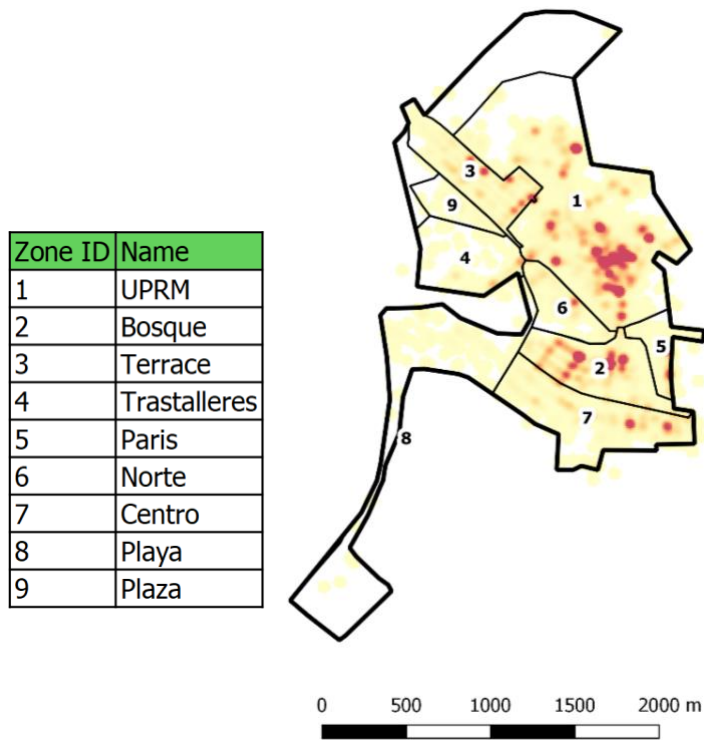 Zone ID Name
1 UPRM
2 Bosque
3 Terrace
4 Trastalleres
5 Paris
6 Norte
7 Centro
8 Playa
9 Plaza
3
1
9
4
6
5
2
7
8
0 500 1000 1500 2000 m